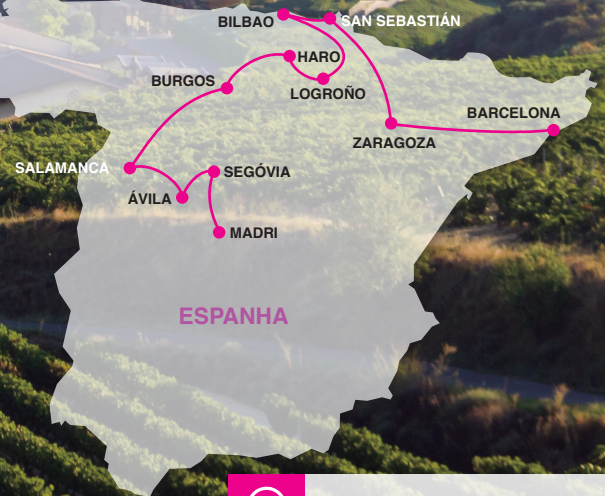 BILBAO
SAN SEBASTIÁN
HARO
BURGOS
LOGROÑO
BARCELONA
ZARAGOZA
SALAMANCA
SEGÓVIA
ÁVILA
MADRI
ESPANHA